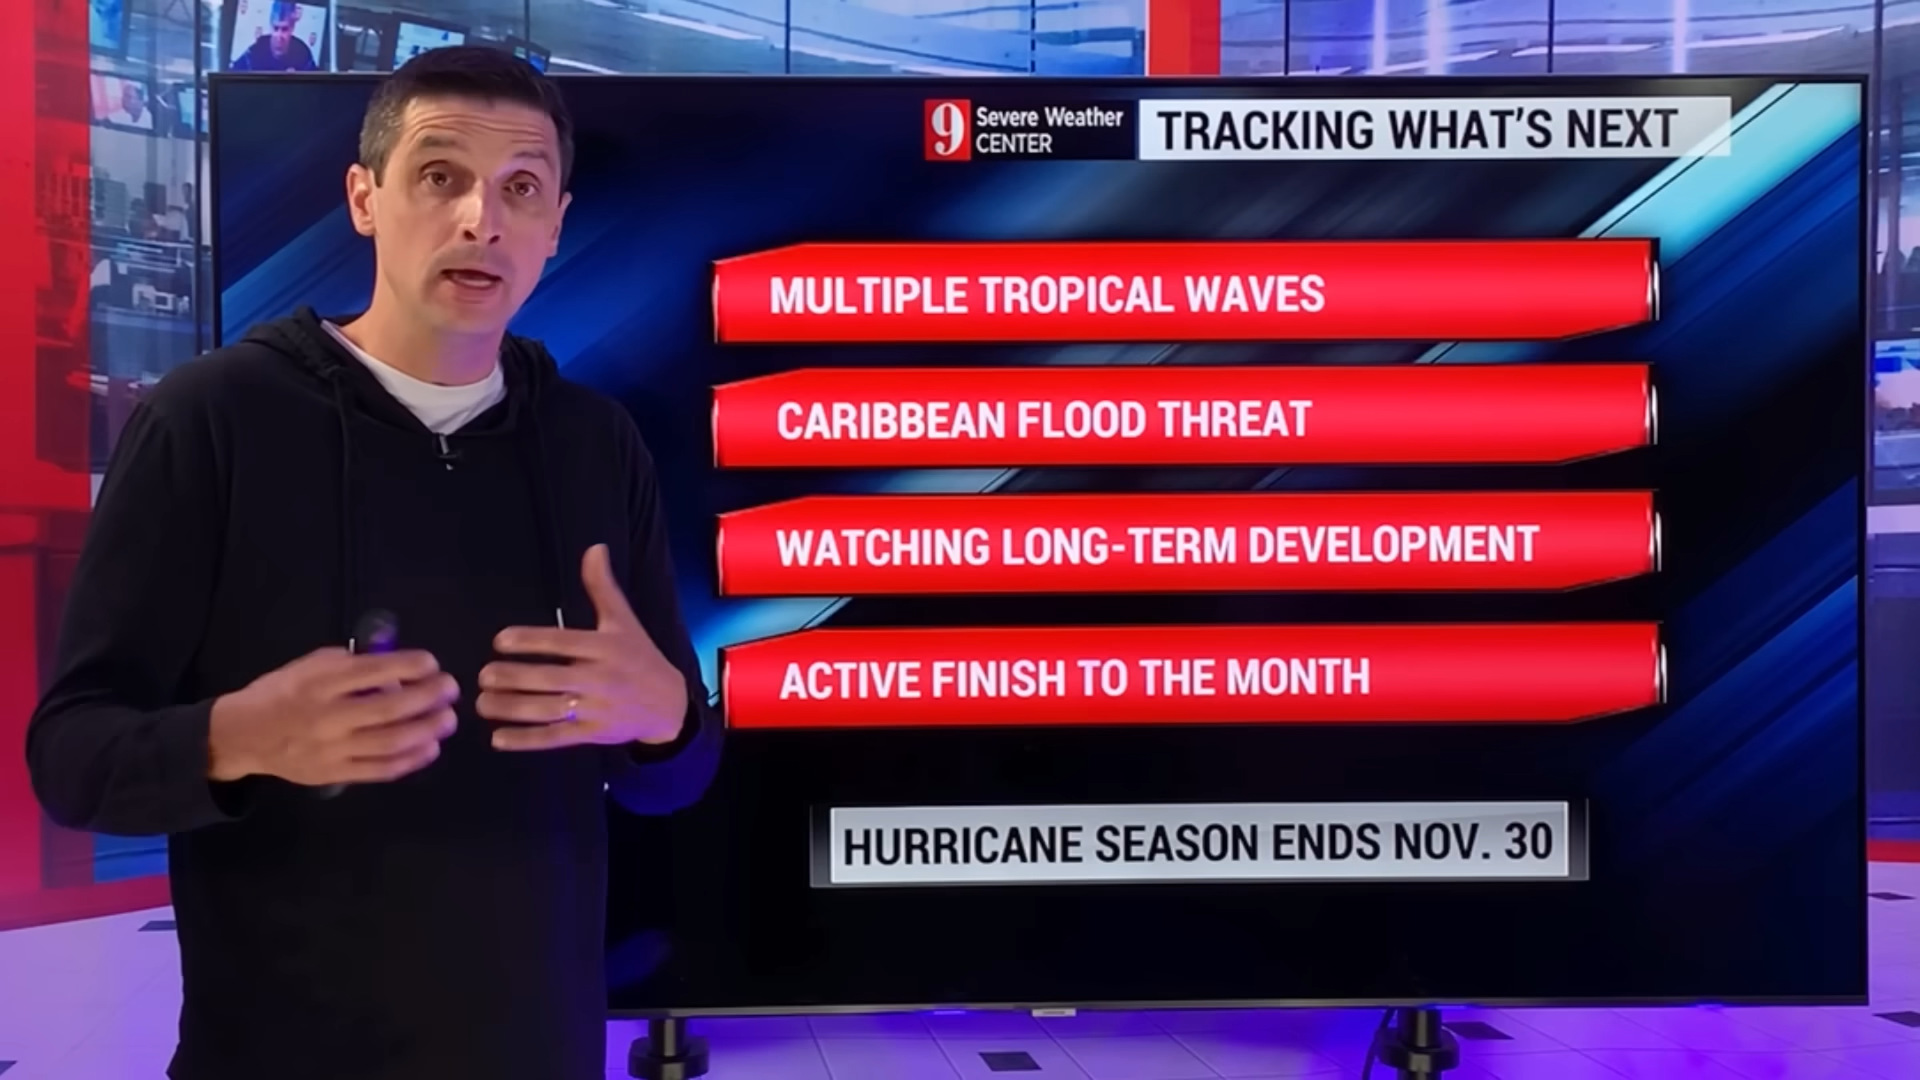 9 Severe Weather
CENTER
TRACKING WHAT'S NEXT
MULTIPLE TROPICAL WAVES
CARIBBEAN FLOOD THREAT
WATCHING LONG-TERM DEVELOPMENT
ACTIVE FINISH TO THE MONTH
HURRICANE SEASON ENDS NOV. 30